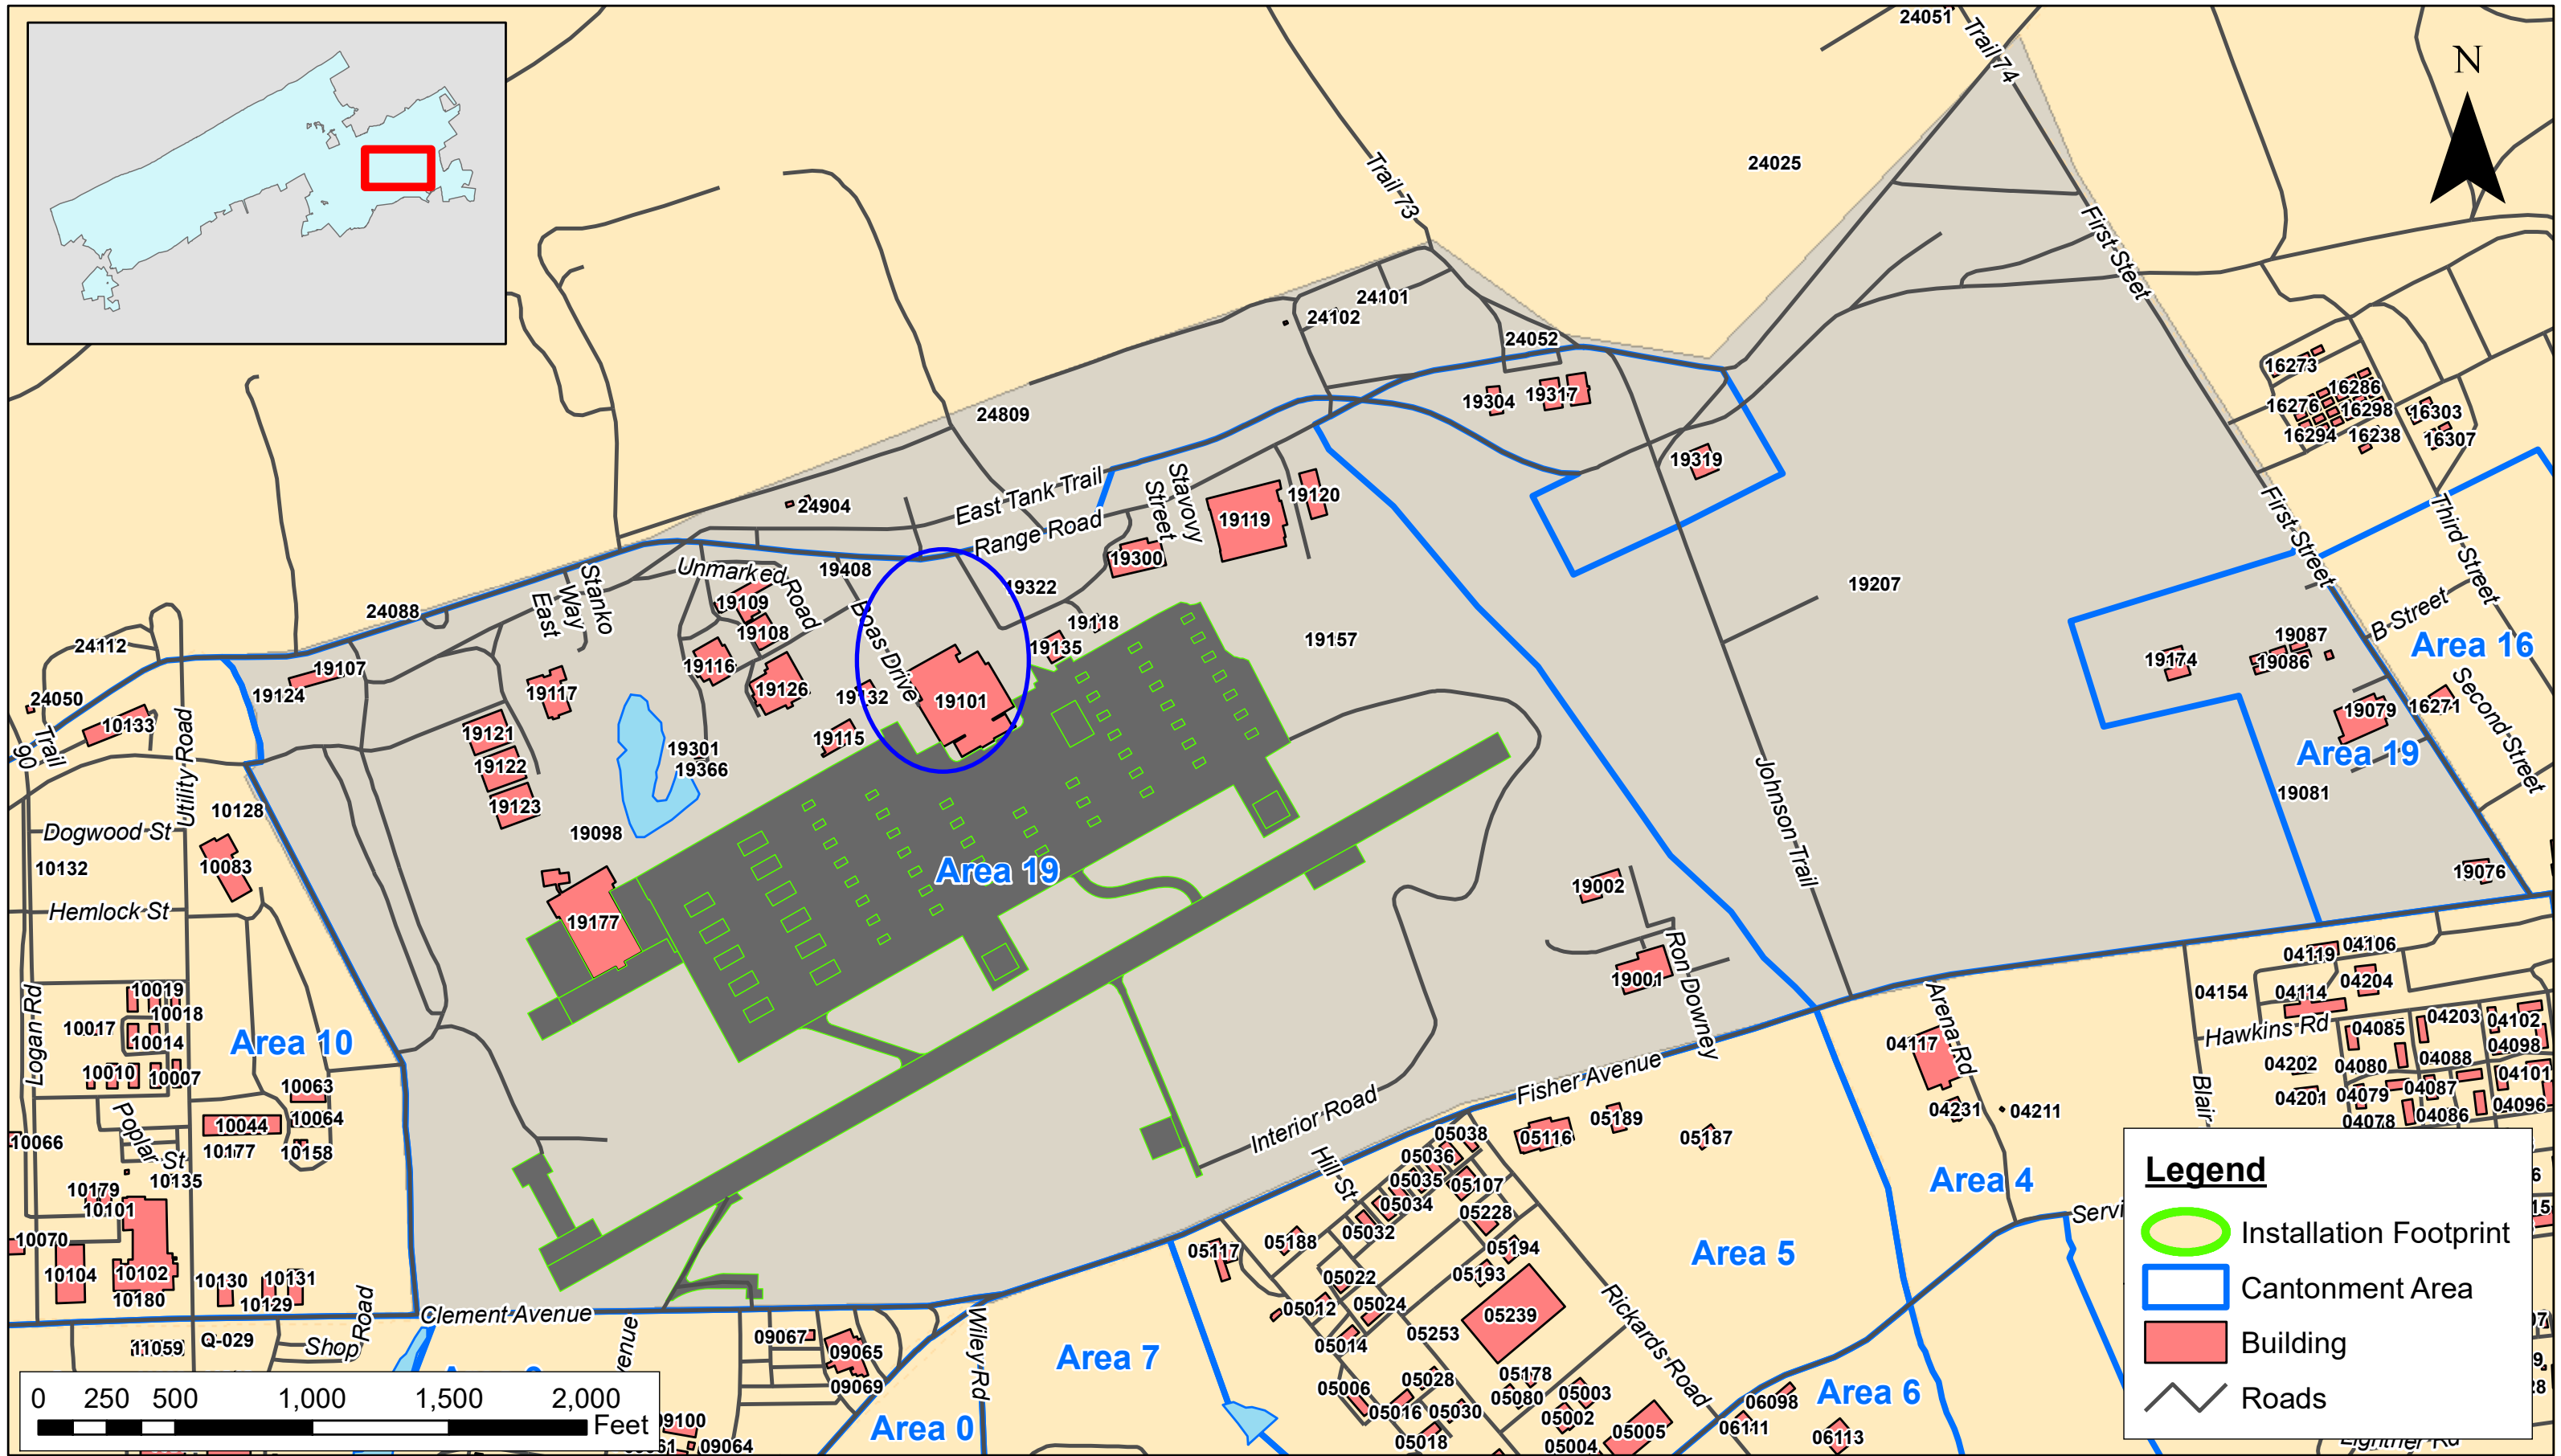 24051
Trail 74
N
24025
Trail 73
First Steet
24101
24102
24052
16273
16286
16276
16298
16303
16294
16238
16307
19304
19317
24809
19319
East Tank Trail
Stavovy
Street
19120
24904
19119
First Street
Third Street
Range Road
19300
Unmarked Road
19408
19322
19207
Stanko
Way
East
19109
Boas Drive
24088
19108
19118
B Street
24112
19135
19157
19087
Area 16
19107
19116
19174
19086
24050
19124
19117
19126
19132
19101
Second Street
10133
19079
16271
Trail
90
Utility Road
19121
19115
19301
19366
Area 19
19122
Johnson Trail
19123
10128
19081
Dogwood St
19098
10132
10083
Area 19
19076
19002
Hemlock St
19177
Ron Downey
04119
04106
19001
04204
Logan Rd
10019
04154
04114
10018
Arena Rd
10017
Hawkins Rd
04085
04203
04102
10014
Area 10
04117
04098
04202
04080
04088
10010
10007
04101
10063
Fisher Avenue
Blair
04201
04079
04087
04096
Poplar St
10064
Interior Road
04231
04211
04078
04086
10044
05189
10066
05038
05116
05187
10177
10158
Hill St
05036
10135
05035
05107
Area 4
10179
10101
05034
05228
Servi
10070
05188
05032
05117
05194
Area 5
10104
10102
05193
10130
10131
05022
10180
10129
05012
05024
05239
Clement Avenue
Shop Road
Q-029
11059
09067
Wiley Rd
05253
05014
Rickards Road
09065
Area 7
05178
05028
05006
05080
05003
09069
Area 6
06098
05016
05030
05002
Area 0
09100
06111
05005
06113
05018
05004
09064
Legend
Installation Footprint
Cantonment Area
Building
Roads
0 250 500 1,000 1,500 2,000
Feet